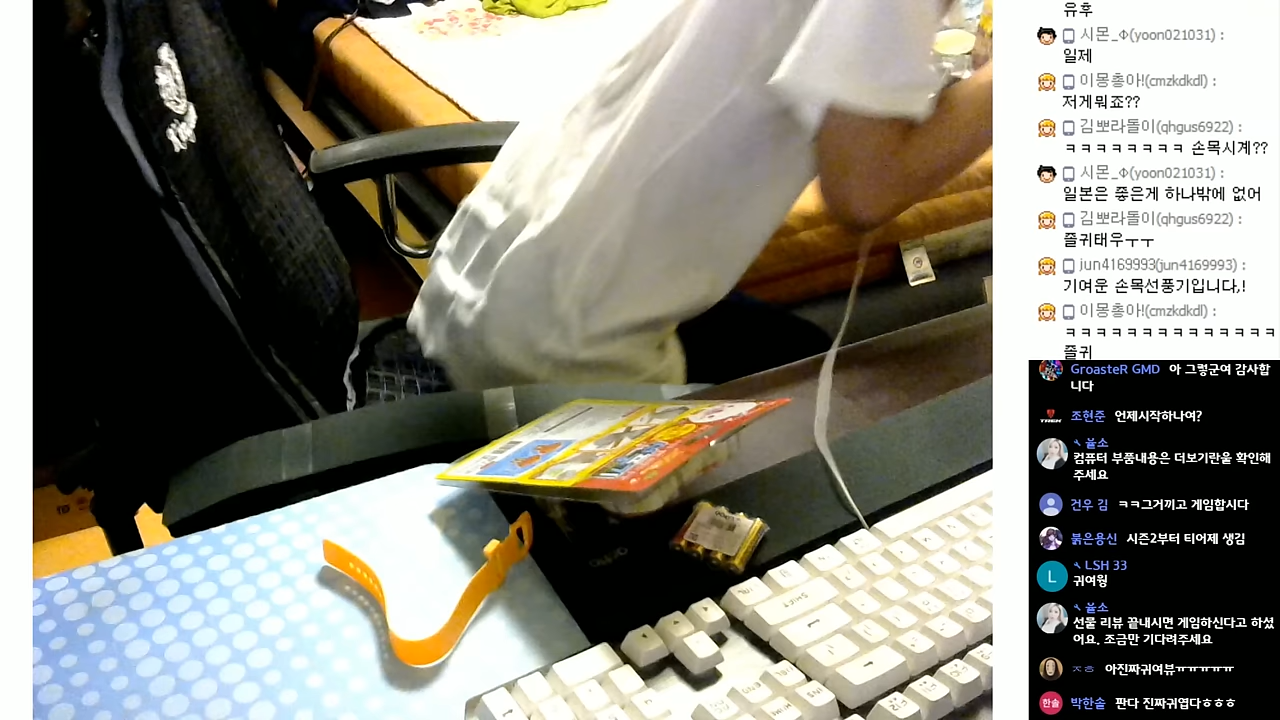 유후
시몬_Φ(yoon021031) :
일제
이몽총아!(cmzkdkdl) :
저게뭐죠??
김뽀라돌이(qhgus6922) :
ㅋㅋㅋㅋㅋㅋㅋㅋ 손목시계??
시몬_Φ(yoon021031) :
일본은 좋은게 하나밖에 없어
김뽀라돌이(qhgus6922) :
졸귀태우ㅜㅜ
jun4169993(jun4169993) :
기여운 손목선풍기입니다,!
이몽총아!(cmzkdkdl) :
ㅋㅋㅋㅋㅋㅋㅋㅋㅋㅋㅋㅋㅋㅋ
졸귀
GroasteR GMD 아 그렇군여 감사합
니다
조현준 언제시작하나여?
율소
컴퓨터 부품내용은 더보기란을 확인해
주세요
건우 김 ㅋㅋ그거끼고 게임합시다
붉은용신 시즌2부터 티어제 생김
L
LSH 33
귀여웡
율소
선물 리뷰 끝내시면 게임하신다고 하셨
어요. 조금만 기다려주세요
ㅈㅎ 아진짜귀여뷰ㅠㅠㅠㅠㅠ
한솔
박한솔 판다 진짜귀엽다ㅎㅎㅎ
SHIFT